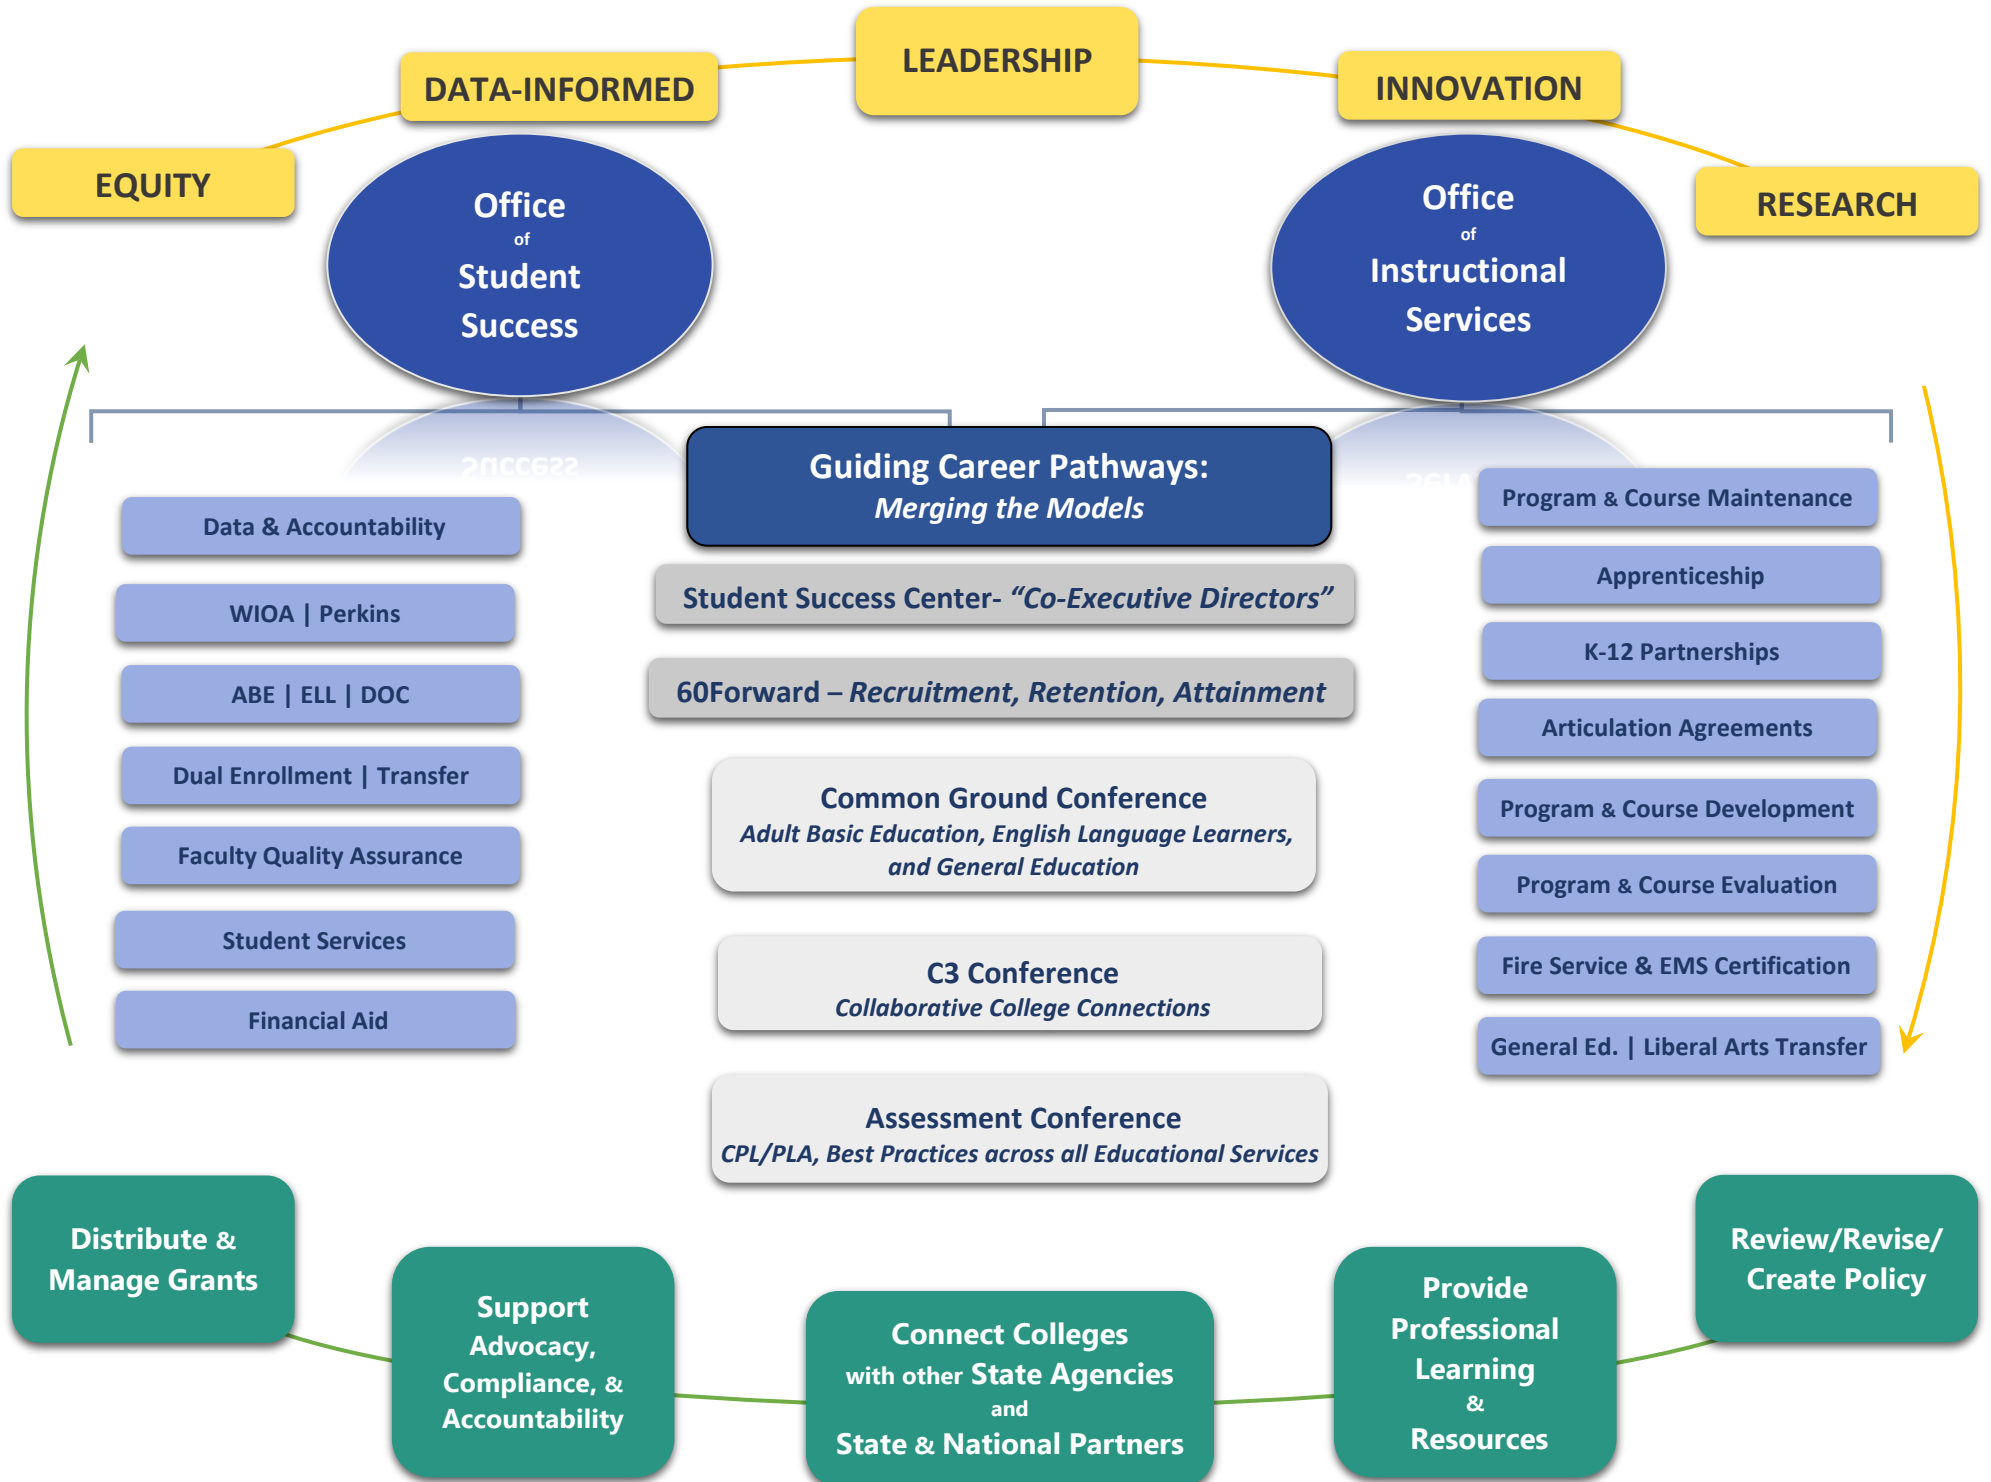 LEADERSHIP
DATA-INFORMED
INNOVATION
EQUITY
RESEARCH
Office
of
Student
Success
Office
of
Instructional
Services
Guiding Career Pathways:
Merging the Models
Student Success Center- “Co-Executive Directors”
60Forward – Recruitment, Retention, Attainment
Common Ground Conference
Adult Basic Education, English Language Learners,
and General Education
C3 Conference
Collaborative College Connections
Assessment Conference
CPL/PLA, Best Practices across all Educational Services
Data & Accountability
WIOA | Perkins
ABE | ELL | DOC
Dual Enrollment | Transfer
Faculty Quality Assurance
Student Services
Financial Aid
Program & Course Maintenance
Apprenticeship
K-12 Partnerships
Articulation Agreements
Program & Course Development
Program & Course Evaluation
Fire Service & EMS Certification
General Ed. | Liberal Arts Transfer
Distribute &
Manage Grants
Support
Advocacy,
Compliance, &
Accountability
Connect Colleges
with other State Agencies
and
State & National Partners
Provide
Professional
Learning
&
Resources
Review/Revise/
Create Policy